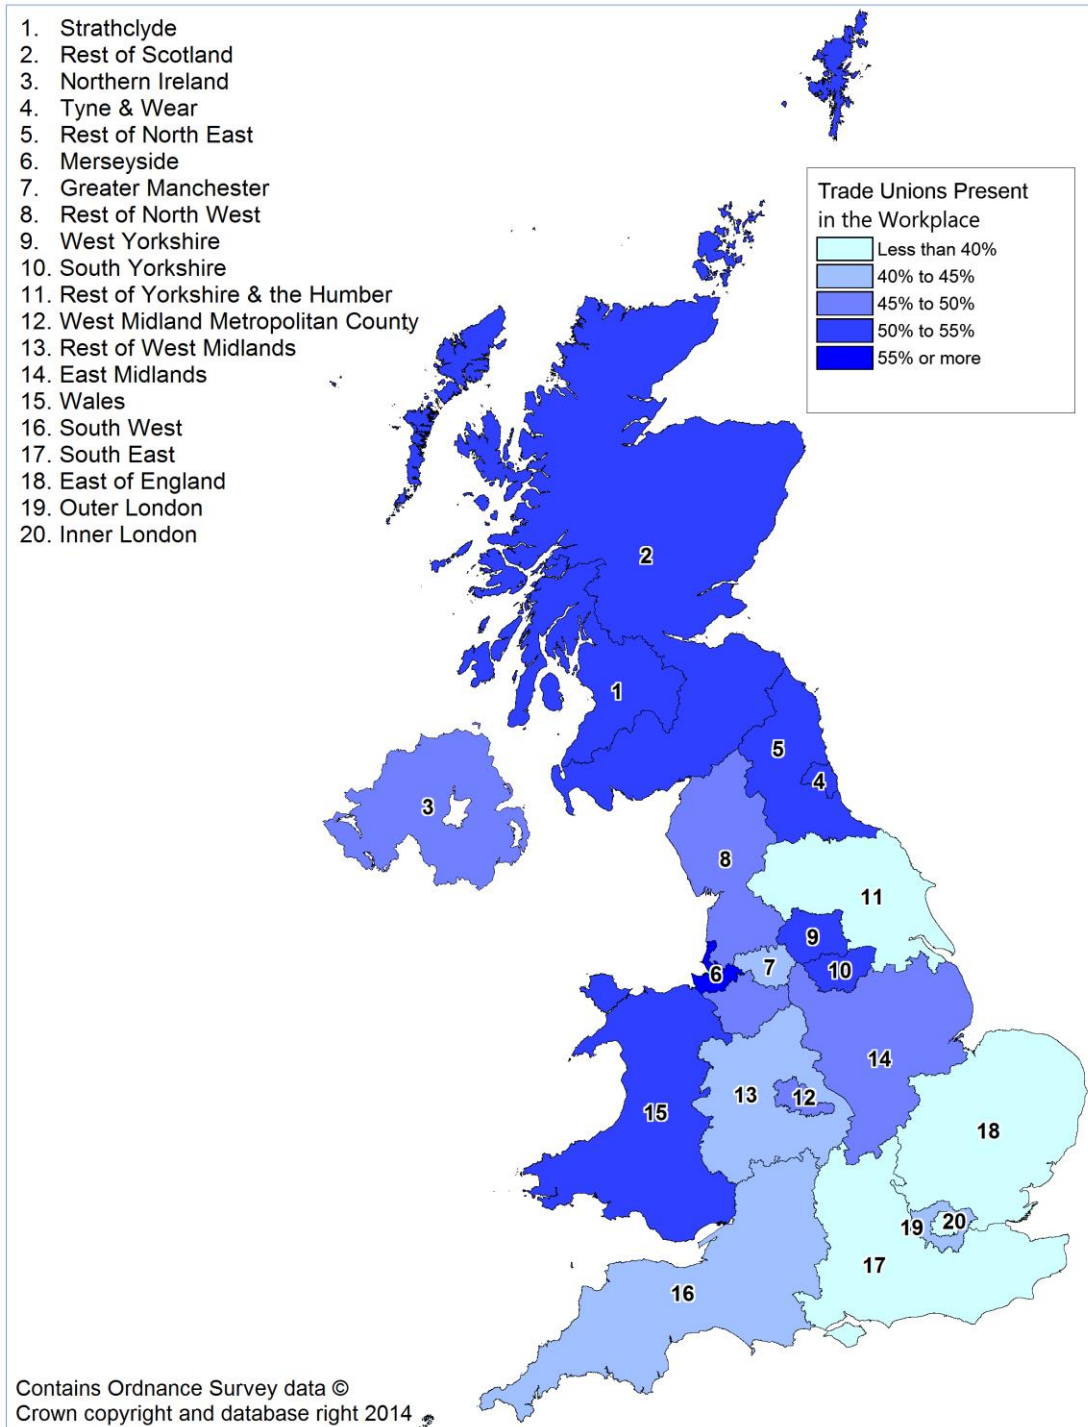 1. Strathclyde
2. Rest of Scotland
3. Northern Ireland
4. Tyne & Wear
5. Rest of North East
6. Merseyside
7. Greater Manchester
8. Rest of North West
9. West Yorkshire
10. South Yorkshire
11. Rest of Yorkshire & the Humber
12. West Midland Metropolitan County
13. Rest of West Midlands
14. East Midlands
15. Wales
16. South West
17. South East
18. East of England
19. Outer London
20. Inner London
Trade Unions Present
in the Workplace
Less than 40%
40% to 45%
45% to 50%
50% to 55%
55% or more
2
1
5
4
3
8
11
9
7
6
10
14
13
12
15
18
19
20
17
16
Contains Ordnance Survey data ©
Crown copyright and database right 2014